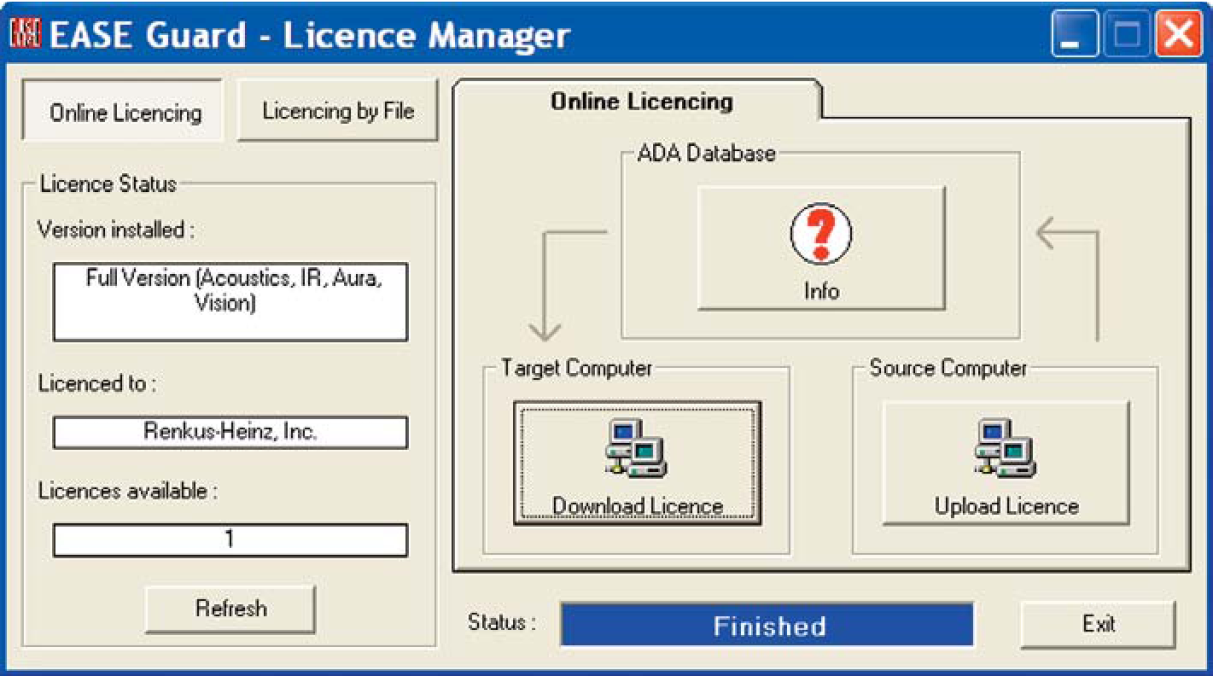 EASE Guard - Licence Manager
Online Licencing
Licencing by File
Licence Status
Version installed :
Full Version (Acoustics, IR, Aura,
Vision)
Licenced to :
Renkus-Heinz, Inc.
Licences available :
1
Refresh
Online Licencing
ADA Database
?
Info
Target Computer
Download Licence
Source Computer
Upload Licence
Status :
Finished
Exit